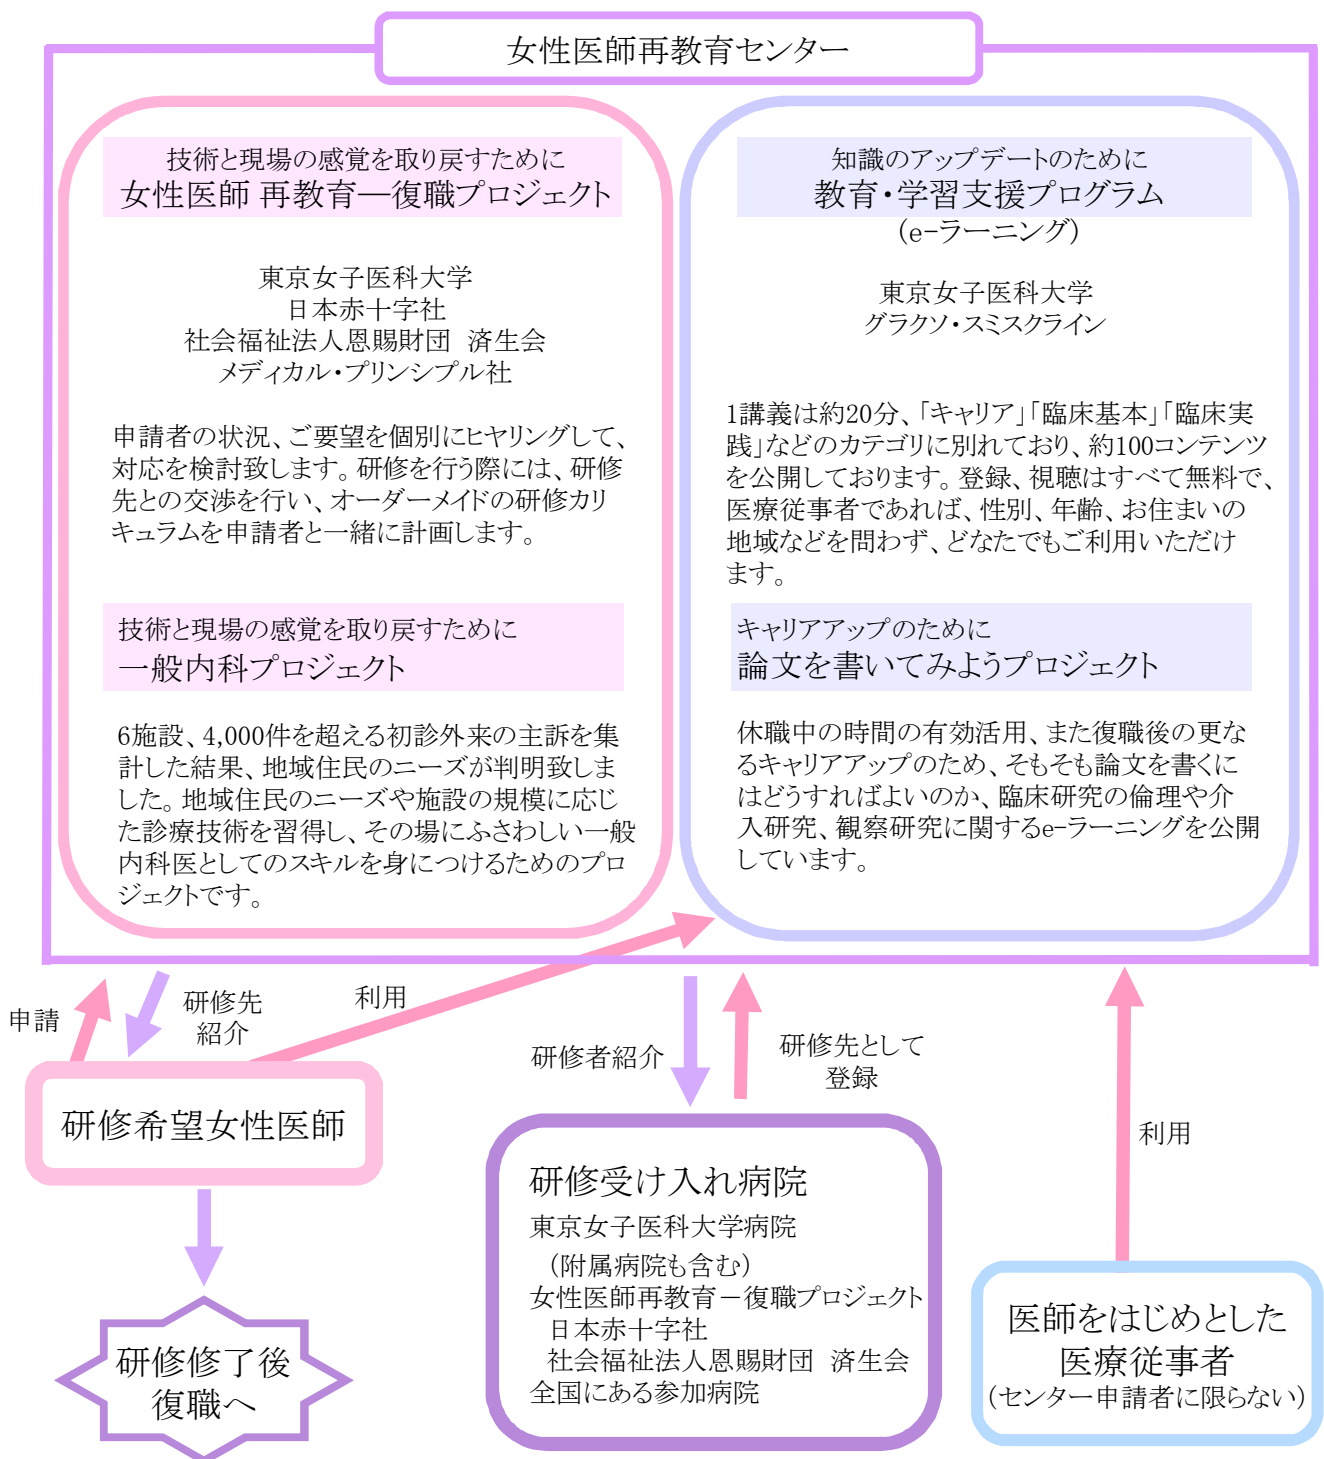 女性医師再教育センター
技術と現場の感覚を取り戻すために
女性医師 再教育―復職プロジェクト
東京女子医科大学
日本赤十字社
社会福祉法人恩賜財団　済生会
メディカル・プリンシプル社
申請者の状況、ご要望を個別にヒヤリングして、
対応を検討致します。研修を行う際には、研修
先との交渉を行い、オーダーメイドの研修カリ
キュラムを申請者と一緒に計画します。
技術と現場の感覚を取り戻すために
一般内科プロジェクト
6施設、4,000件を超える初診外来の主訴を集
計した結果、地域住民のニーズが判明致しま
した。地域住民のニーズや施設の規模に応じ
た診療技術を習得し、その場にふさわしい一般
内科医としてのスキルを身につけるためのプロ
ジェクトです。
知識のアップデートのために
教育・学習支援プログラム
（e-ラーニング）
東京女子医科大学
グラクソ・スミスクライン
1講義は約20分、「キャリア」「臨床基本」「臨床実
践」などのカテゴリに別れており、約100コンテンツ
を公開しております。登録、視聴はすべて無料で、
医療従事者であれば、性別、年齢、お住まいの
地域などを問わず、どなたでもご利用いただけ
ます。
キャリアアップのために
論文を書いてみようプロジェクト
休職中の時間の有効活用、また復職後の更な
るキャリアアップのため、そもそも論文を書くに
はどうすればよいのか、臨床研究の倫理や介
入研究、観察研究に関するe-ラーニングを公開
しています。
申請
研修先
紹介
利用
研修者紹介
研修先として
登録
利用
研修希望女性医師
研修修了後
復職へ
研修受け入れ病院
東京女子医科大学病院
（附属病院も含む）
女性医師再教育－復職プロジェクト
日本赤十字社
社会福祉法人恩賜財団　済生会
全国にある参加病院
医師をはじめとした
医療従事者
（センター申請者に限らない）